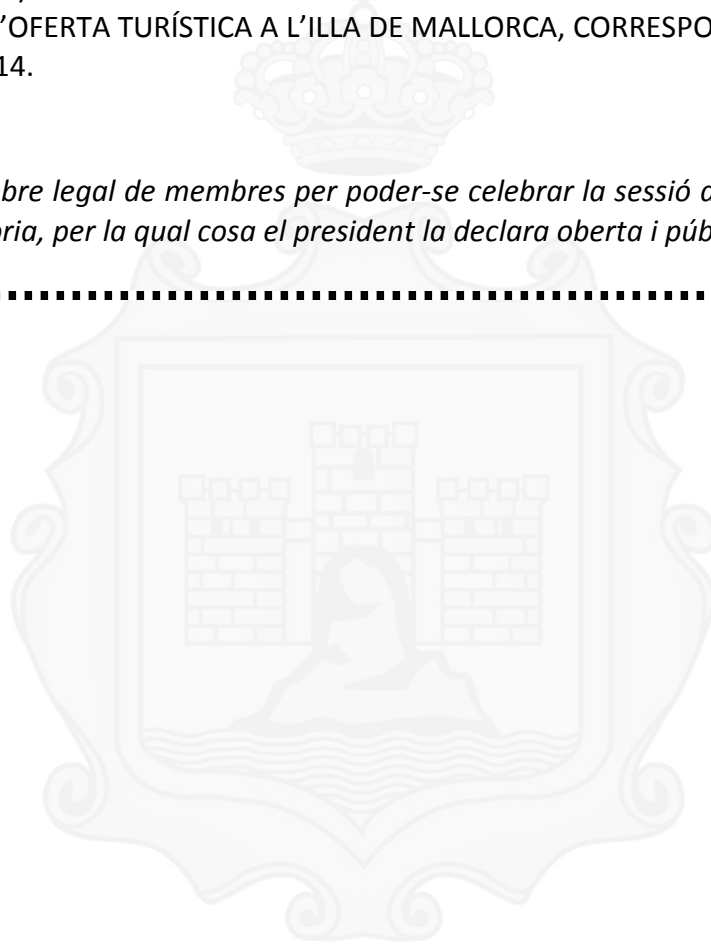 ’OFERTA TURÍSTICA A L’ILLA DE MALLORCA, CORRESPO
14.
bre legal de membres per poder-se celebrar la sessió
ria, per la qual cosa el president la declara oberta i púb